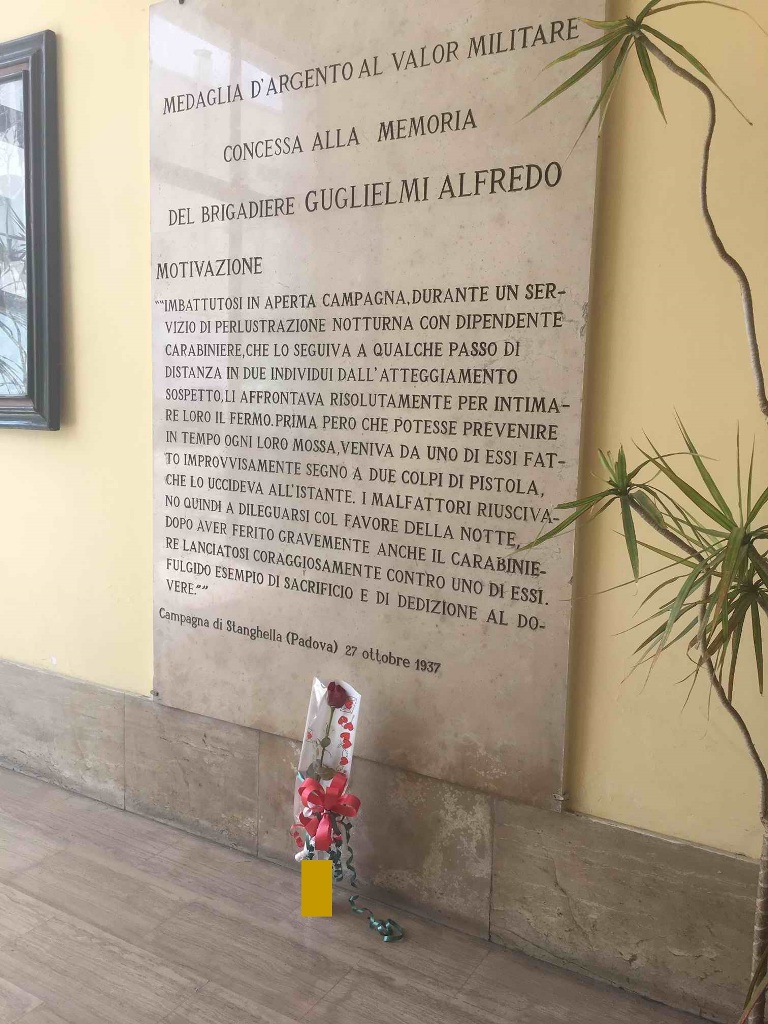 MEDAGLIA D'ARGENTO AL VALOR MILITARE
CONCESSA ALLA MEMORIA
DEL BRIGADIERE GUGLIELMI ALFREDO
MOTIVAZIONE
""IMBATTUTOSI IN APERTA CAMPAGNA, DURANTE UN SER-
VIZIO DI PERLUSTRAZIONE NOTTURNA CON DIPENDENTE
CARABINIERE, CHE LO SEGUIVA A QUALCHE PASSO DI
DISTANZA IN DUE INDIVIDUI DALL'ATTEGGIAMENTO
SOSPETTO, LI AFFRONTAVA RISOLUTAMENTE PER INTIMA-
RE LORO IL FERMO. PRIMA PERO CHE POTESSE PREVENIRE
IN TEMPO OGNI LORO MOSSA, VENIVA DA UNO DI ESSI FAT-
TO IMPROVVISAMENTE SEGNO A DUE COLPI DI PISTOLA,
CHE LO UCCIDEVA ALL'ISTANTE. I MALFATTORI RIUSCIVA-
NO QUINDI A DILEGUARSI COL FAVORE DELLA NOTTE,
DOPO AVER FERITO GRAVEMENTE ANCHE IL CARABINIE-
RE LANCIATOSI CORAGGIOSAMENTE CONTRO UNO DI ESSI.
FULGIDO ESEMPIO DI SACRIFICIO E DI DEDIZIONE AL DO-
VERE.""
Campagna di Stanghella (Padova) 27 ottobre 1937